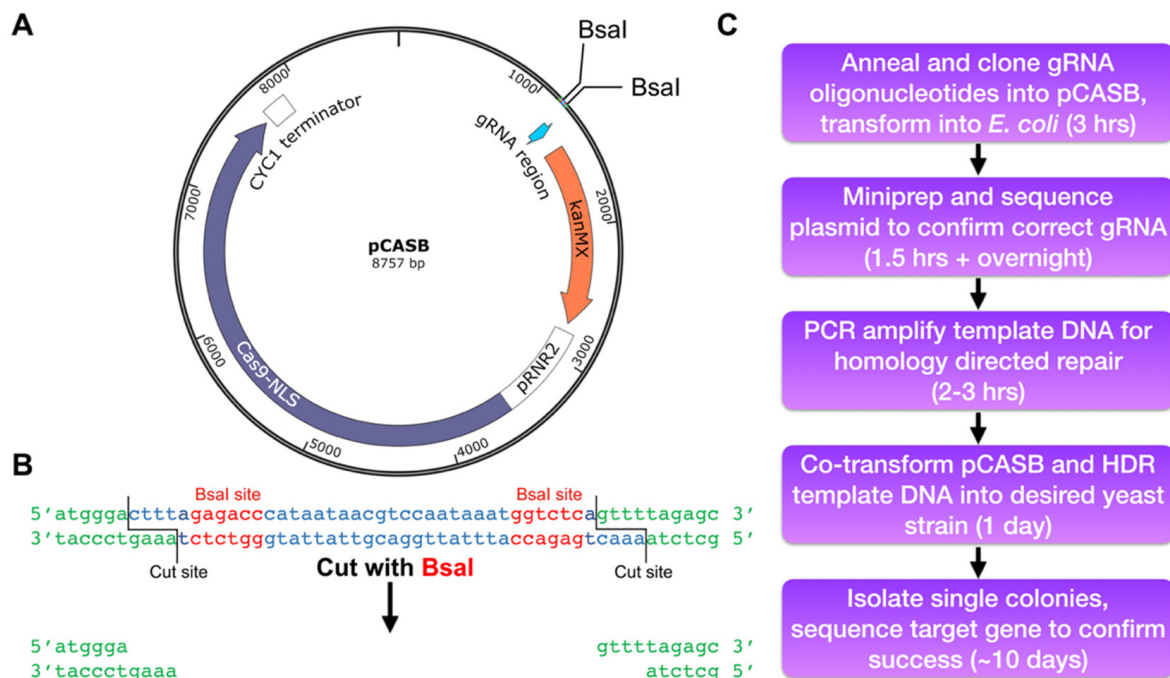 A
BsaI
BsaI
1000
2000
3000
4000
5000
6000
7000
8000
CYC1 terminator
gRNA region
kanMX
pRNR2
Cas9-NLS
pCASB
8757 bp
B
BsaI site
BsaI site
5'atgggactttagagacccataataacgtccaataaatggtctcagttttagagc 3'
3'taccctgaaatctctgggtattattgcaggttatttaccagagtcaaaatctcg 5'
Cut site
Cut with BsaI
Cut site
5'atggga
gttttagagc 3'
3'taccctgaaa
atctcg 5'
C
Anneal and clone gRNA
oligonucleotides into pCASB,
transform into E. coli (3 hrs)
Miniprep and sequence
plasmid to confirm correct gRNA
(1.5 hrs + overnight)
PCR amplify template DNA for
homology directed repair
(2-3 hrs)
Co-transform pCASB and HDR
template DNA into desired yeast
strain (1 day)
Isolate single colonies,
sequence target gene to confirm
success (~10 days)